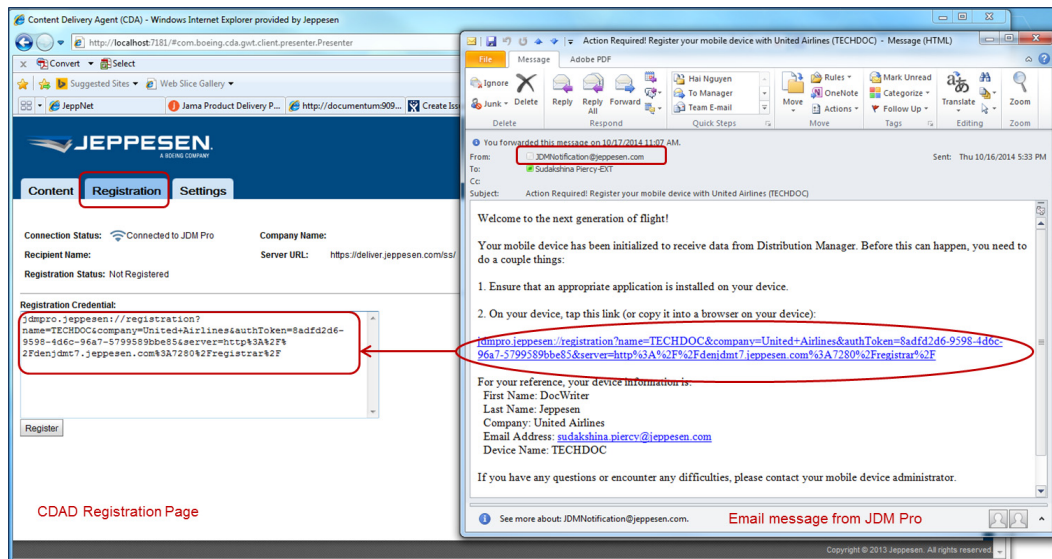 Content Delivery Agent (CDA) - Windows Internet Explorer provided by Jeppesen
http://localhost:7181/#com.boeing.cda.gwt.client.presenter.Presenter
x Convert Select
Suggested Sites Web Slice Gallery
JeppNet Jama Product Delivery P... http://documentum:909... Create Iss
JEPPESEN.
A BOEING COMPANY
Content Registration Settings
Connection Status: Connected to JDM Pro Company Name:
Recipient Name: Server URL: https://deliver.jeppesen.com/ss/
Registration Status: Not Registered
Registration Credential:
jdmpro.jeppesen://registration?
name=TECHDOC&company=United+Airlines&authToken=8adfd2d6-
9598-4d6c-96a7-5799589bbe85&server=http%3A%2F%
2Fdenjdmt7.jeppesen.com%3A7280%2Fregistrar%2F
Register
CDAD Registration Page
Action Required! Register your mobile device with United Airlines (TECHDOC) - Message (HTML)
File Message Adobe PDF
Ignore
Junk
Delete
Reply
Reply All
Forward
Hai Nguyen
To Manager
Team E-mail
Move
Rules
OneNote
Actions
Mark Unread
Categorize
Follow Up
Translate
Zoom
Delete Respond Quick Steps Move Tags Editing Zoom
You forwarded this message on 10/17/2014 11:07 AM.
From: JDMNotification@jeppesen.com Sent: Thu 10/16/2014 5:33 PM
To: Sudakshina Piercy-EXT
Cc:
Subject: Action Required! Register your mobile device with United Airlines (TECHDOC)
Welcome to the next generation of flight!
Your mobile device has been initialized to receive data from Distribution Manager. Before this can happen, you need to
do a couple things:
1. Ensure that an appropriate application is installed on your device.
2. On your device, tap this link (or copy it into a browser on your device):
jdmpro.jeppesen://registration?name=TECHDOC&company=United+Airlines&authToken=8adfd2d6-9598-4d6c-
96a7-5799589bbe85&server=http%3A%2F%2Fdenjdmt7.jeppesen.com%3A7280%2Fregistrar%2F
For your reference, your device information is:
First Name: DocWriter
Last Name: Jeppesen
Company: United Airlines
Email Address: sudakshina.piercy@jeppesen.com
Device Name: TECHDOC
If you have any questions or encounter any difficulties, please contact your mobile device administrator.
See more about: JDMNotification@jeppesen.com.
Email message from JDM Pro
Copyright © 2013 Jeppesen. All rights reserved.